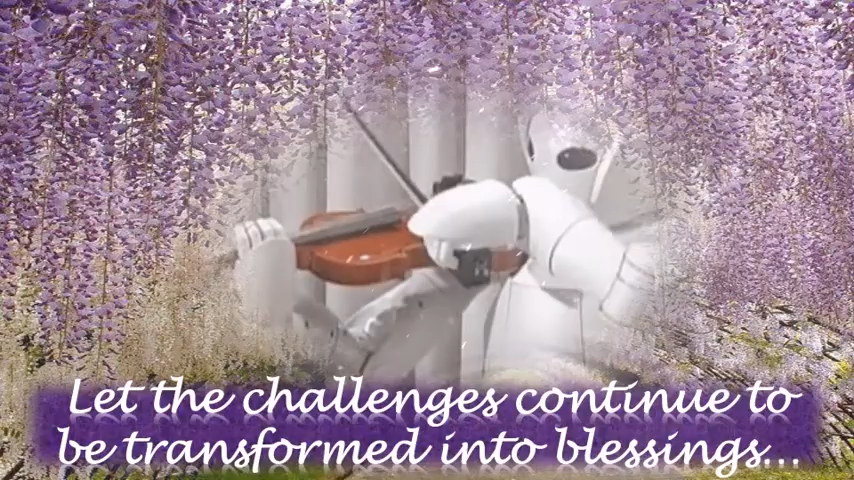 Let the challenges continue to
be transformed into blessings...